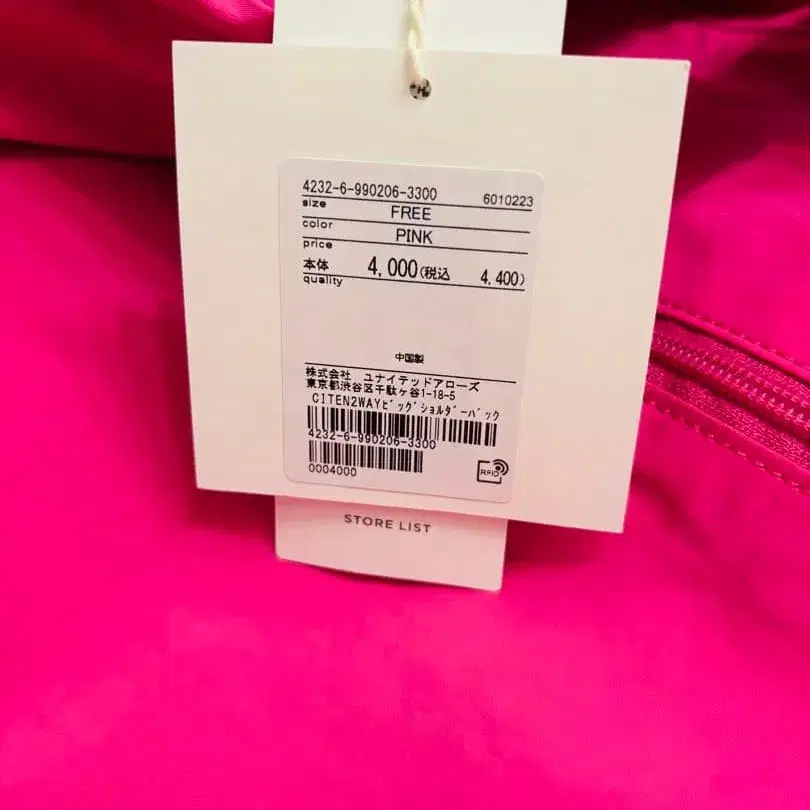 4232-6-990206-3300 6010223
size FREE
color PINK
price
本体 4,000(税込 4,400)
quality
中国製
株式会社 ユナイテッドアローズ
東京都渋谷区千駄ヶ谷1-18-5
CITEN2WAYビッグショルダーバック
4232-6-990206-3300
0004000
RFID
STORE LIST